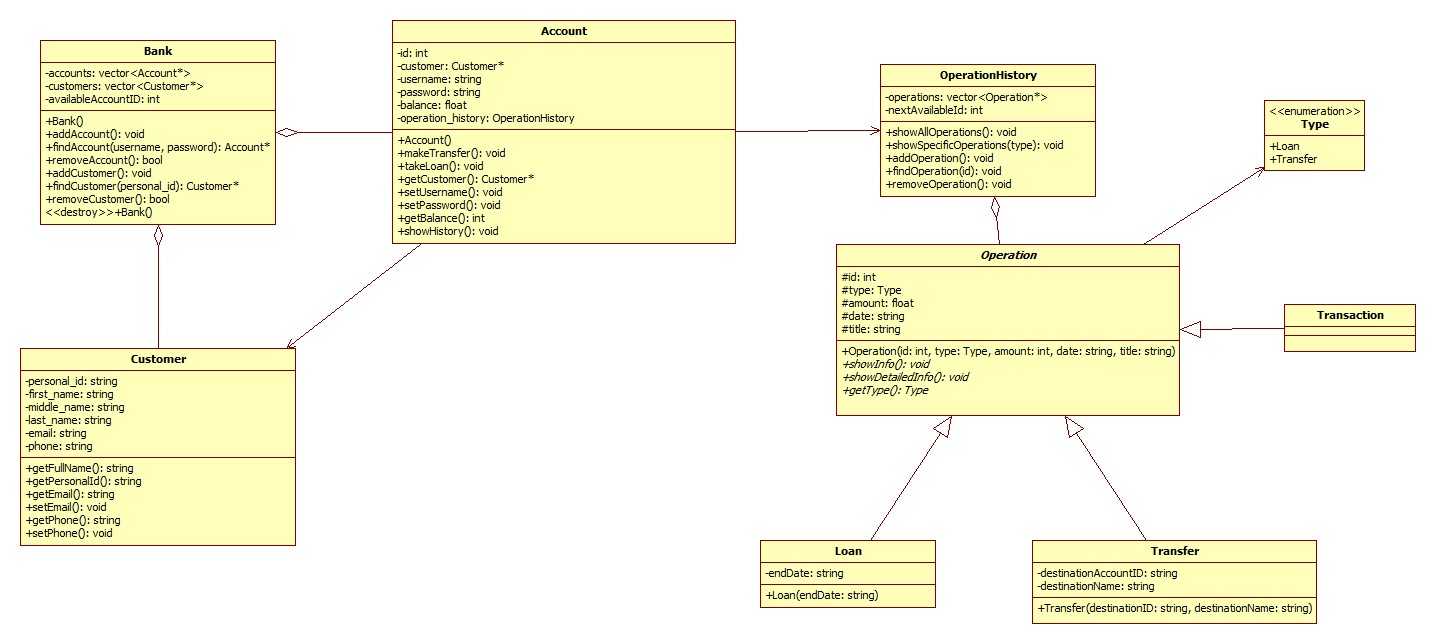 Bank
-accounts: vector<Account*>
-customers: vector<Customer*>
-availableAccountID: int
+Bank()
+addAccount(): void
+findAccount(username, password): Account*
+removeAccount(): bool
+addCustomer(): void
+findCustomer(personal_id): Customer*
+removeCustomer(): bool
<<destroy>>+Bank()
Account
-id: int
-customer: Customer*
-username: string
-password: string
-balance: float
-operation_history: OperationHistory
+Account()
+makeTransfer(): void
+takeLoan(): void
+getCustomer(): Customer*
+setUsername(): void
+setPassword(): void
+getBalance(): int
+showHistory(): void
OperationHistory
-operations: vector<Operation*>
-nextAvailableId: int
+showAllOperations(): void
+showSpecificOperations(type): void
+addOperation(): void
+findOperation(id): void
+removeOperation(): void
<<enumeration>>
Type
+Loan
+Transfer
Operation
#id: int
#type: Type
#amount: float
#date: string
#title: string
+Operation(id: int, type: Type, amount: int, date: string, title: string)
+showInfo(): void
+showDetailedInfo(): void
+getType(): Type
Transaction
Customer
-personal_id: string
-first_name: string
-middle_name: string
-last_name: string
-email: string
-phone: string
+getFullName(): string
+getPersonalId(): string
+getEmail(): string
+setEmail(): void
+getPhone(): string
+setPhone(): void
Loan
-endDate: string
+Loan(endDate: string)
Transfer
-destinationAccountID: string
-destinationName: string
+Transfer(destinationID: string, destinationName: string)